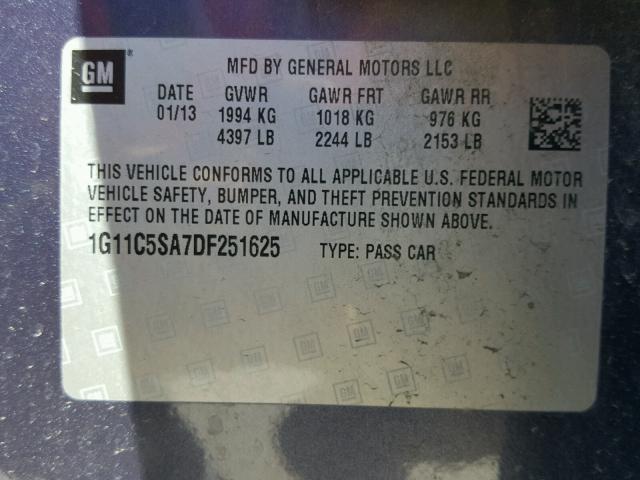 GM
MFD BY GENERAL MOTORS LLC
DATE GVWR GAWR FRT GAWR RR
01/13 1994 KG 1018 KG 976 KG
4397 LB 2244 LB 2153 LB
THIS VEHICLE CONFORMS TO ALL APPLICABLE U.S. FEDERAL MOTOR
VEHICLE SAFETY, BUMPER, AND THEFT PREVENTION STANDARDS IN
EFFECT ON THE DATE OF MANUFACTURE SHOWN ABOVE.
1G11C5SA7DF251625 TYPE: PASS CAR